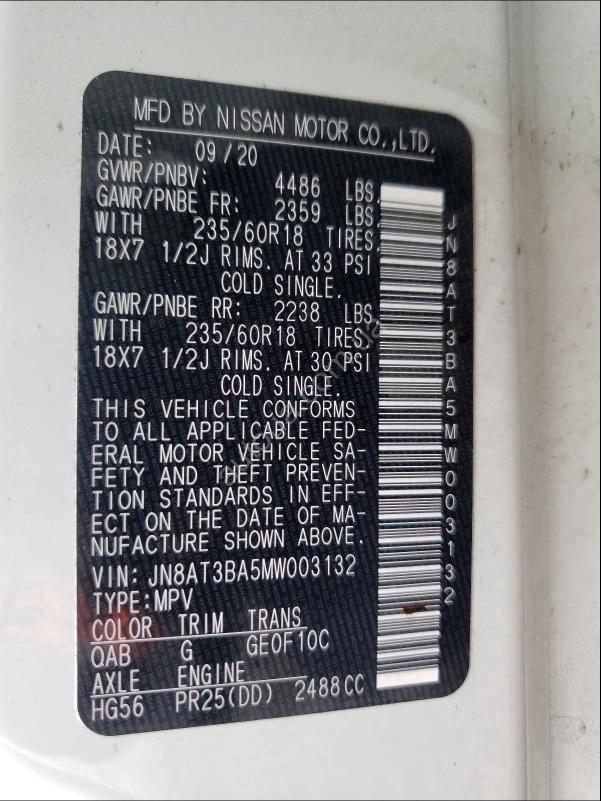 MFD BY NISSAN MOTOR CO.,LTD.
DATE: 09/20
GVWR/PNBV: 4486 LBS.
GAWR/PNBE FR: 2359 LBS.
WITH 235/60R18 TIRES,
18X7 1/2J RIMS. AT 33 PSI
COLD SINGLE.
GAWR/PNBE RR: 2238 LBS.
WITH 235/60R18 TIRES,
18X7 1/2J RIMS. AT 30 PSI
COLD SINGLE.
THIS VEHICLE CONFORMS
TO ALL APPLICABLE FED-
ERAL MOTOR VEHICLE SA-
FETY AND THEFT PREVEN-
TION STANDARDS IN EFF-
ECT ON THE DATE OF MA-
NUFACTURE SHOWN ABOVE.
VIN: JN8AT3BA5MW003132
TYPE:MPV
COLOR TRIM TRANS
QAB G GE0F10C
AXLE ENGINE
HG56 PR25(DD) 2488CC
JN8AT3BA5MW003132